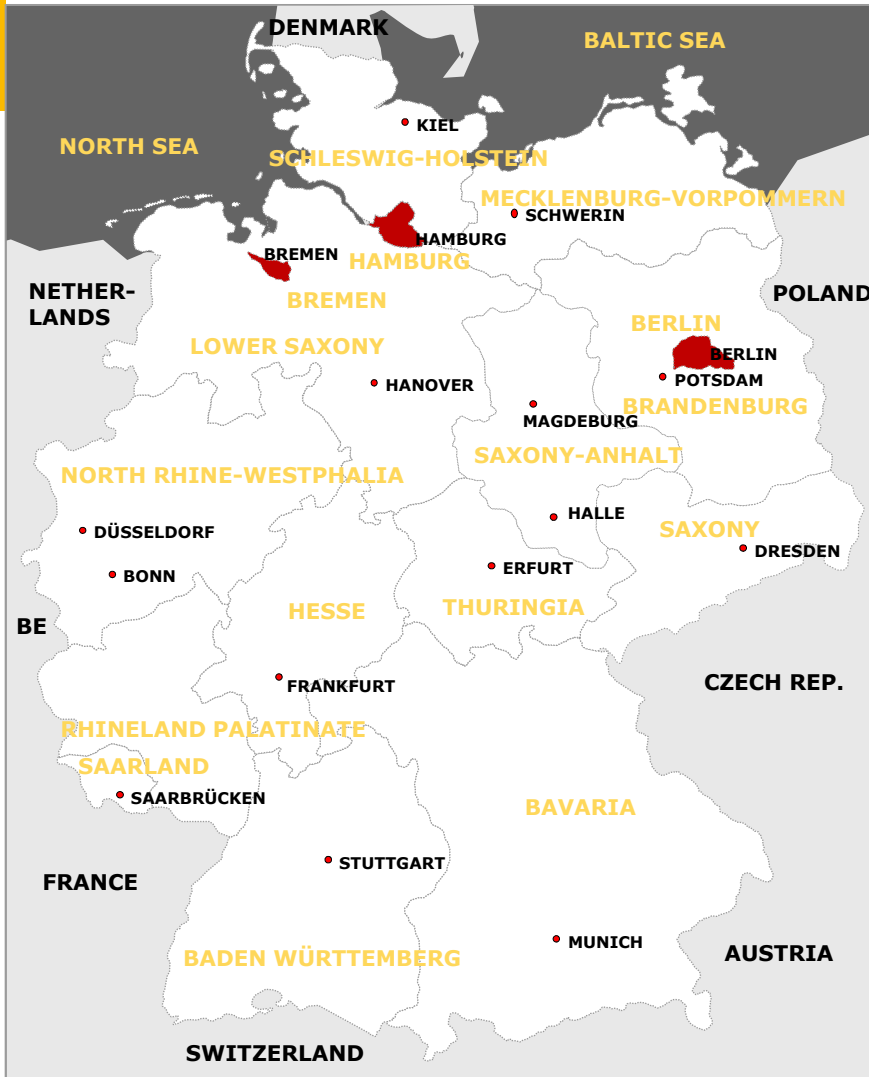 DENMARK
BALTIC SEA
KIEL
NORTH SEA
SCHLESWIG-HOLSTEIN
MECKLENBURG-VORPOMMERN
SCHWERIN
HAMBURG
BREMEN
HAMBURG
NETHER-
LANDS
BREMEN
POLAND
BERLIN
LOWER SAXONY
BERLIN
HANOVER
POTSDAM
BRANDENBURG
MAGDEBURG
SAXONY-ANHALT
NORTH RHINE-WESTPHALIA
HALLE
DÜSSELDORF
SAXONY
DRESDEN
ERFURT
BONN
HESSE
THURINGIA
BE
FRANKFURT
CZECH REP.
RHINELAND PALATINATE
SAARLAND
SAARBRÜCKEN
BAVARIA
STUTTGART
FRANCE
MUNICH
BADEN WÜRTTEMBERG
AUSTRIA
SWITZERLAND